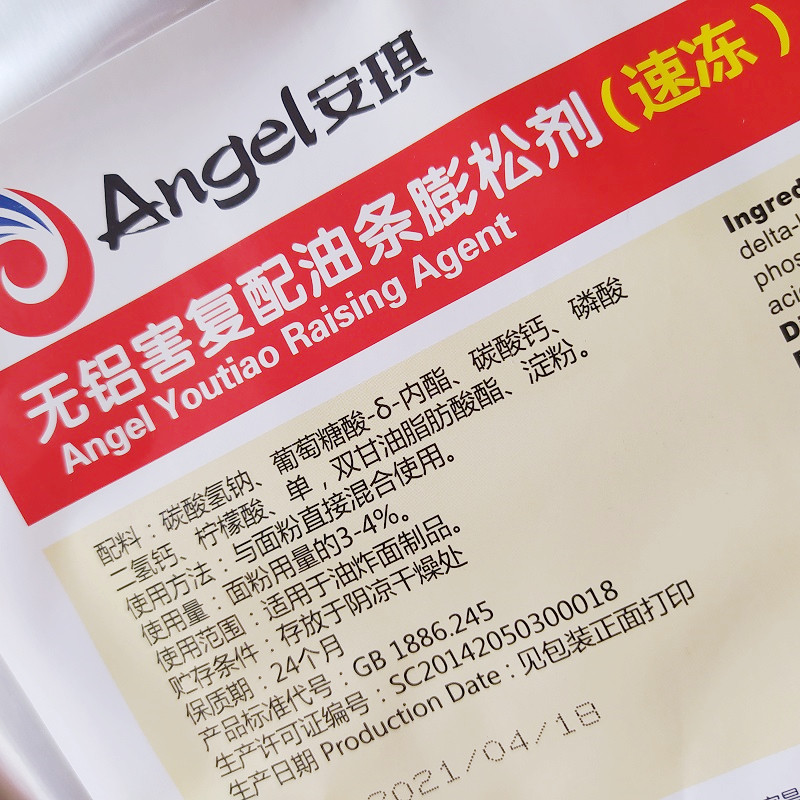 Angel安琪
无铝害复配油条膨松剂（速冻）
Angel Youtiao Raising Agent
配料：碳酸氢钠、葡萄糖酸-δ-内酯、碳酸钙、磷酸
二氢钙、柠檬酸、单，双甘油脂肪酸酯、淀粉。
使用方法：与面粉直接混合使用。
使用量：面粉用量的3-4%。
使用范围：适用于油炸面制品。
贮存条件：存放于阴凉干燥处
保质期：24个月
产品标准代号：GB 1886.245
生产许可证编号：SC20142050300018
生产日期 Production Date：见包装正面打印
2021/04/18
Ingred
delta-
phos
aci
D